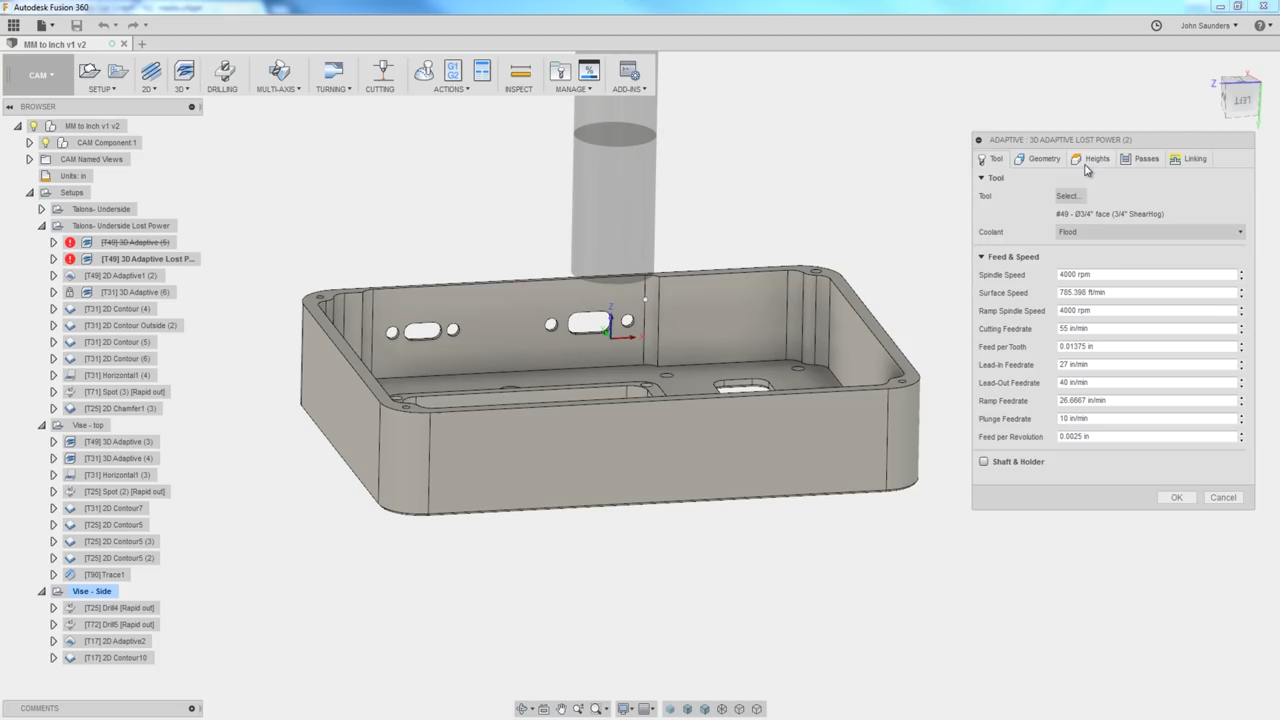 Autodesk Fusion 360
John Saunders
MM to Inch v1 v2
CAM
SETUP
2D
3D
DRILLING
MULTI-AXIS
TURNING
CUTTING
ACTIONS
INSPECT
MANAGE
ADD-INS
G1
G2
%
BROWSER
MM to Inch v1 v2
CAM Component 1
CAM Named Views
Units: in
Setups
Talons- Underside
Talons- Underside Lost Power
[T49] 3D Adaptive (5)
[T49] 3D Adaptive Lost P...
[T49] 2D Adaptive1 (2)
[T31] 3D Adaptive (6)
[T31] 2D Contour (4)
[T31] 2D Contour Outside (2)
[T31] 2D Contour (5)
[T31] 2D Contour (6)
[T31] Horizontal1 (4)
[T71] Spot (3) [Rapid out]
[T25] 2D Chamfer1 (3)
Vise - top
[T49] 3D Adaptive (3)
[T31] 3D Adaptive (4)
[T31] Horizontal1 (3)
[T25] Spot (2) [Rapid out]
[T31] 2D Contour7
[T25] 2D Contour5
[T25] 2D Contour5 (3)
[T25] 2D Contour5 (2)
[T90] Trace1
Vise - Side
[T25] Drill4 [Rapid out]
[T72] Drill5 [Rapid out]
[T17] 2D Adaptive2
[T17] 2D Contour10
COMMENTS
Z
Z
X
LEFT
ADAPTIVE : 3D ADAPTIVE LOST POWER (2)
Tool
Geometry
Heights
Passes
Linking
Tool
Tool
Select...
#49 - Ø3/4" face (3/4" ShearHog)
Coolant
Flood
Feed & Speed
Spindle Speed
4000 rpm
Surface Speed
785.398 ft/min
Ramp Spindle Speed
4000 rpm
Cutting Feedrate
55 in/min
Feed per Tooth
0.01375 in
Lead-In Feedrate
27 in/min
Lead-Out Feedrate
40 in/min
Ramp Feedrate
26.6667 in/min
Plunge Feedrate
10 in/min
Feed per Revolution
0.0025 in
Shaft & Holder
OK
Cancel